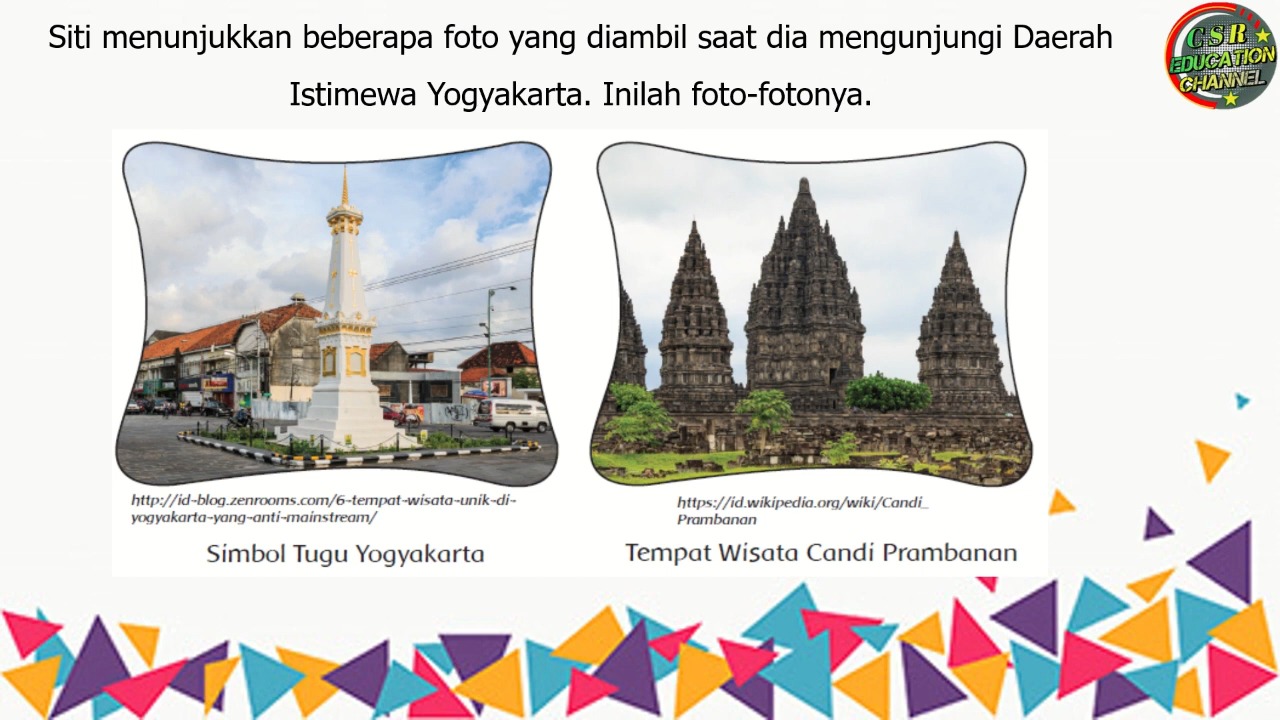 Siti menunjukkan beberapa foto yang diambil saat dia mengunjungi Daerah
Istimewa Yogyakarta. Inilah foto-fotonya.
CSR
EDUCATION
CHANNEL
http://id-blog.zenrooms.com/6-tempat-wisata-unik-di-
yogyakarta-yang-anti-mainstream/
Simbol Tugu Yogyakarta
https://id.wikipedia.org/wiki/Candi_
Prambanan
Tempat Wisata Candi Prambanan